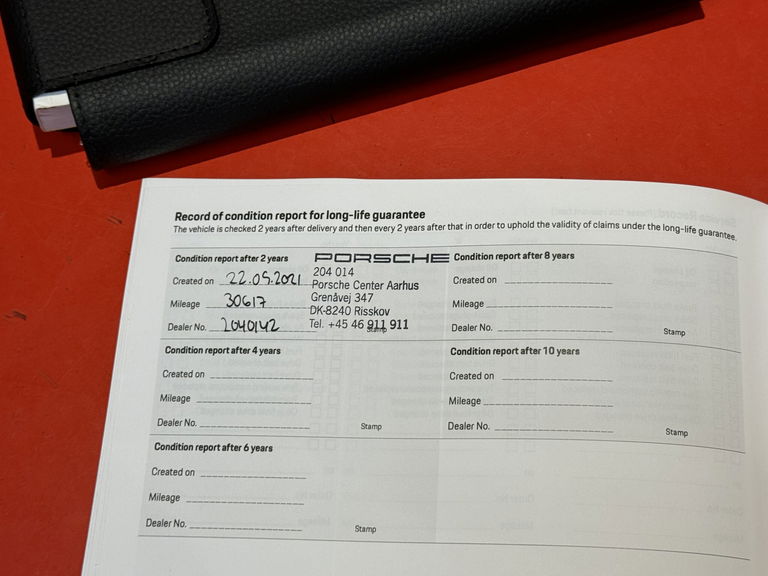 Record of condition report for long-life guarantee
The vehicle is checked 2 years after delivery and then every 2 years after that in order to uphold the validity of claims under the long-life guarantee.
Condition report after 2 years
Created on 22.05.2021
Mileage 30617
Dealer No. 2040142
PORSCHE
204 014
Porsche Center Aarhus
Grenåvej 347
DK-8240 Risskov
Tel. +45 46 911 911
Stamp
Condition report after 8 years
Created on
Mileage
Dealer No.
Stamp
Condition report after 4 years
Created on
Mileage
Dealer No.
Stamp
Condition report after 10 years
Created on
Mileage
Dealer No.
Stamp
Condition report after 6 years
Created on
Mileage
Dealer No.
Stamp